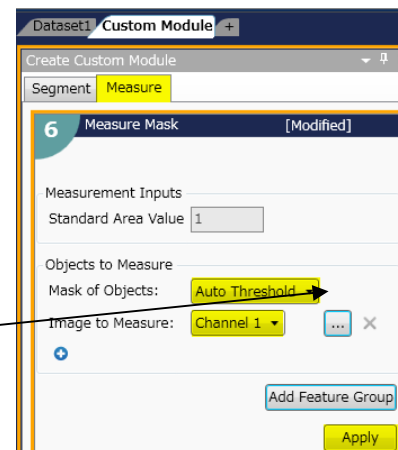 Dataset1 Custom Module +
Create Custom Module
Segment Measure
6 Measure Mask [Modified]
Measurement Inputs
Standard Area Value 1
Objects to Measure
Mask of Objects: Auto Threshold
Image to Measure: Channel 1 ...
Add Feature Group
Apply